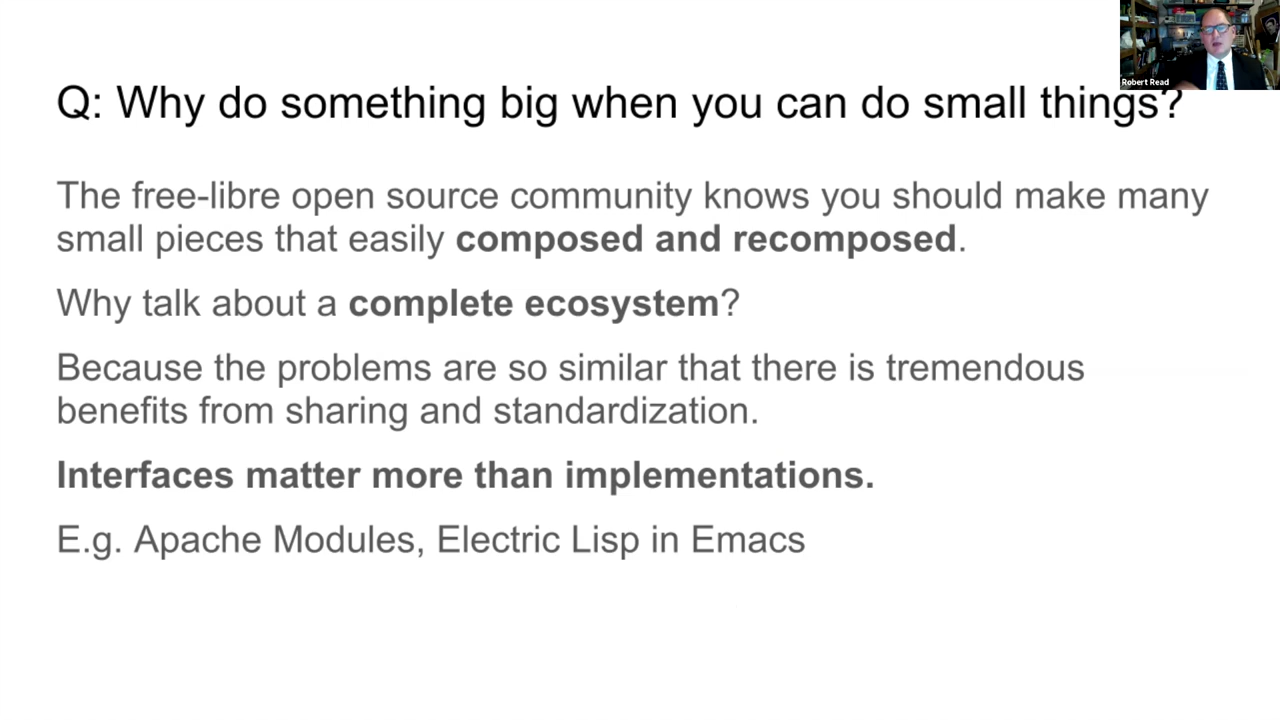 Robert Read
Q: Why do something big when you can do small things?
The free-libre open source community knows you should make many
small pieces that easily composed and recomposed.
Why talk about a complete ecosystem?
Because the problems are so similar that there is tremendous
benefits from sharing and standardization.
Interfaces matter more than implementations.
E.g. Apache Modules, Electric Lisp in Emacs